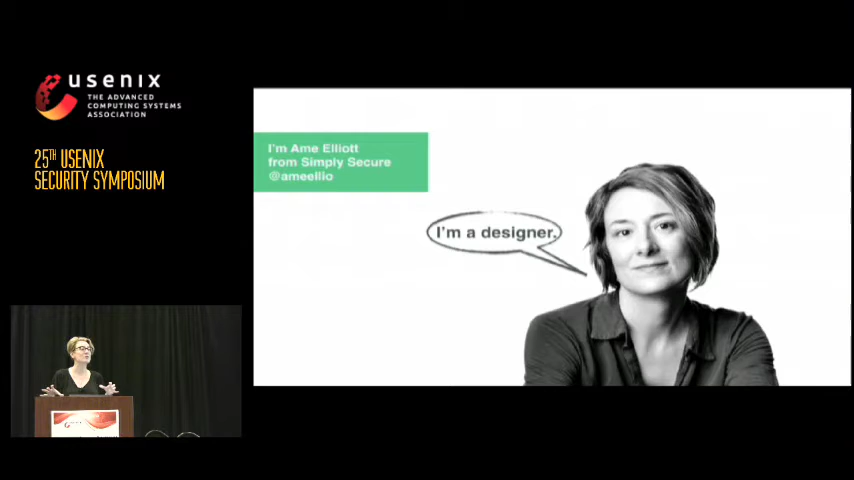 usenix
THE ADVANCED
COMPUTING SYSTEMS
ASSOCIATION
25TH USENIX
SECURITY SYMPOSIUM
I'm Ame Elliott
from Simply Secure
@ameellio
I'm a designer.